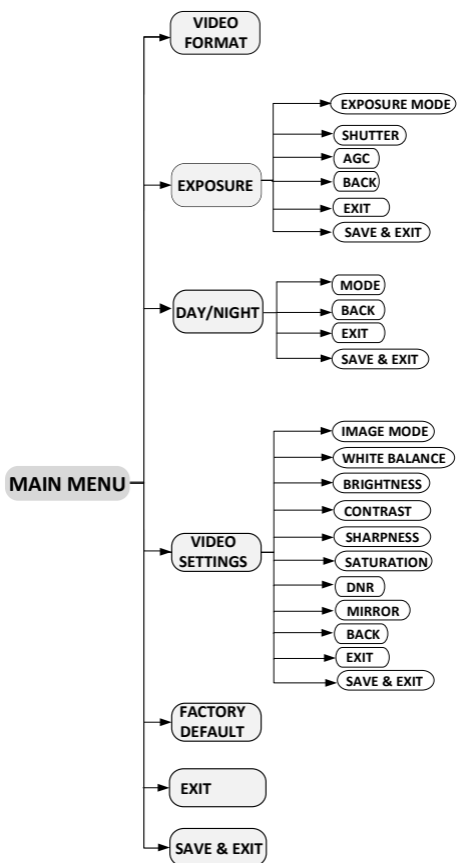 MAIN MENU
VIDEO
FORMAT
EXPOSURE
EXPOSURE MODE
SHUTTER
AGC
BACK
EXIT
SAVE & EXIT
DAY/NIGHT
MODE
BACK
EXIT
SAVE & EXIT
VIDEO
SETTINGS
IMAGE MODE
WHITE BALANCE
BRIGHTNESS
CONTRAST
SHARPNESS
SATURATION
DNR
MIRROR
BACK
EXIT
SAVE & EXIT
FACTORY
DEFAULT
EXIT
SAVE & EXIT